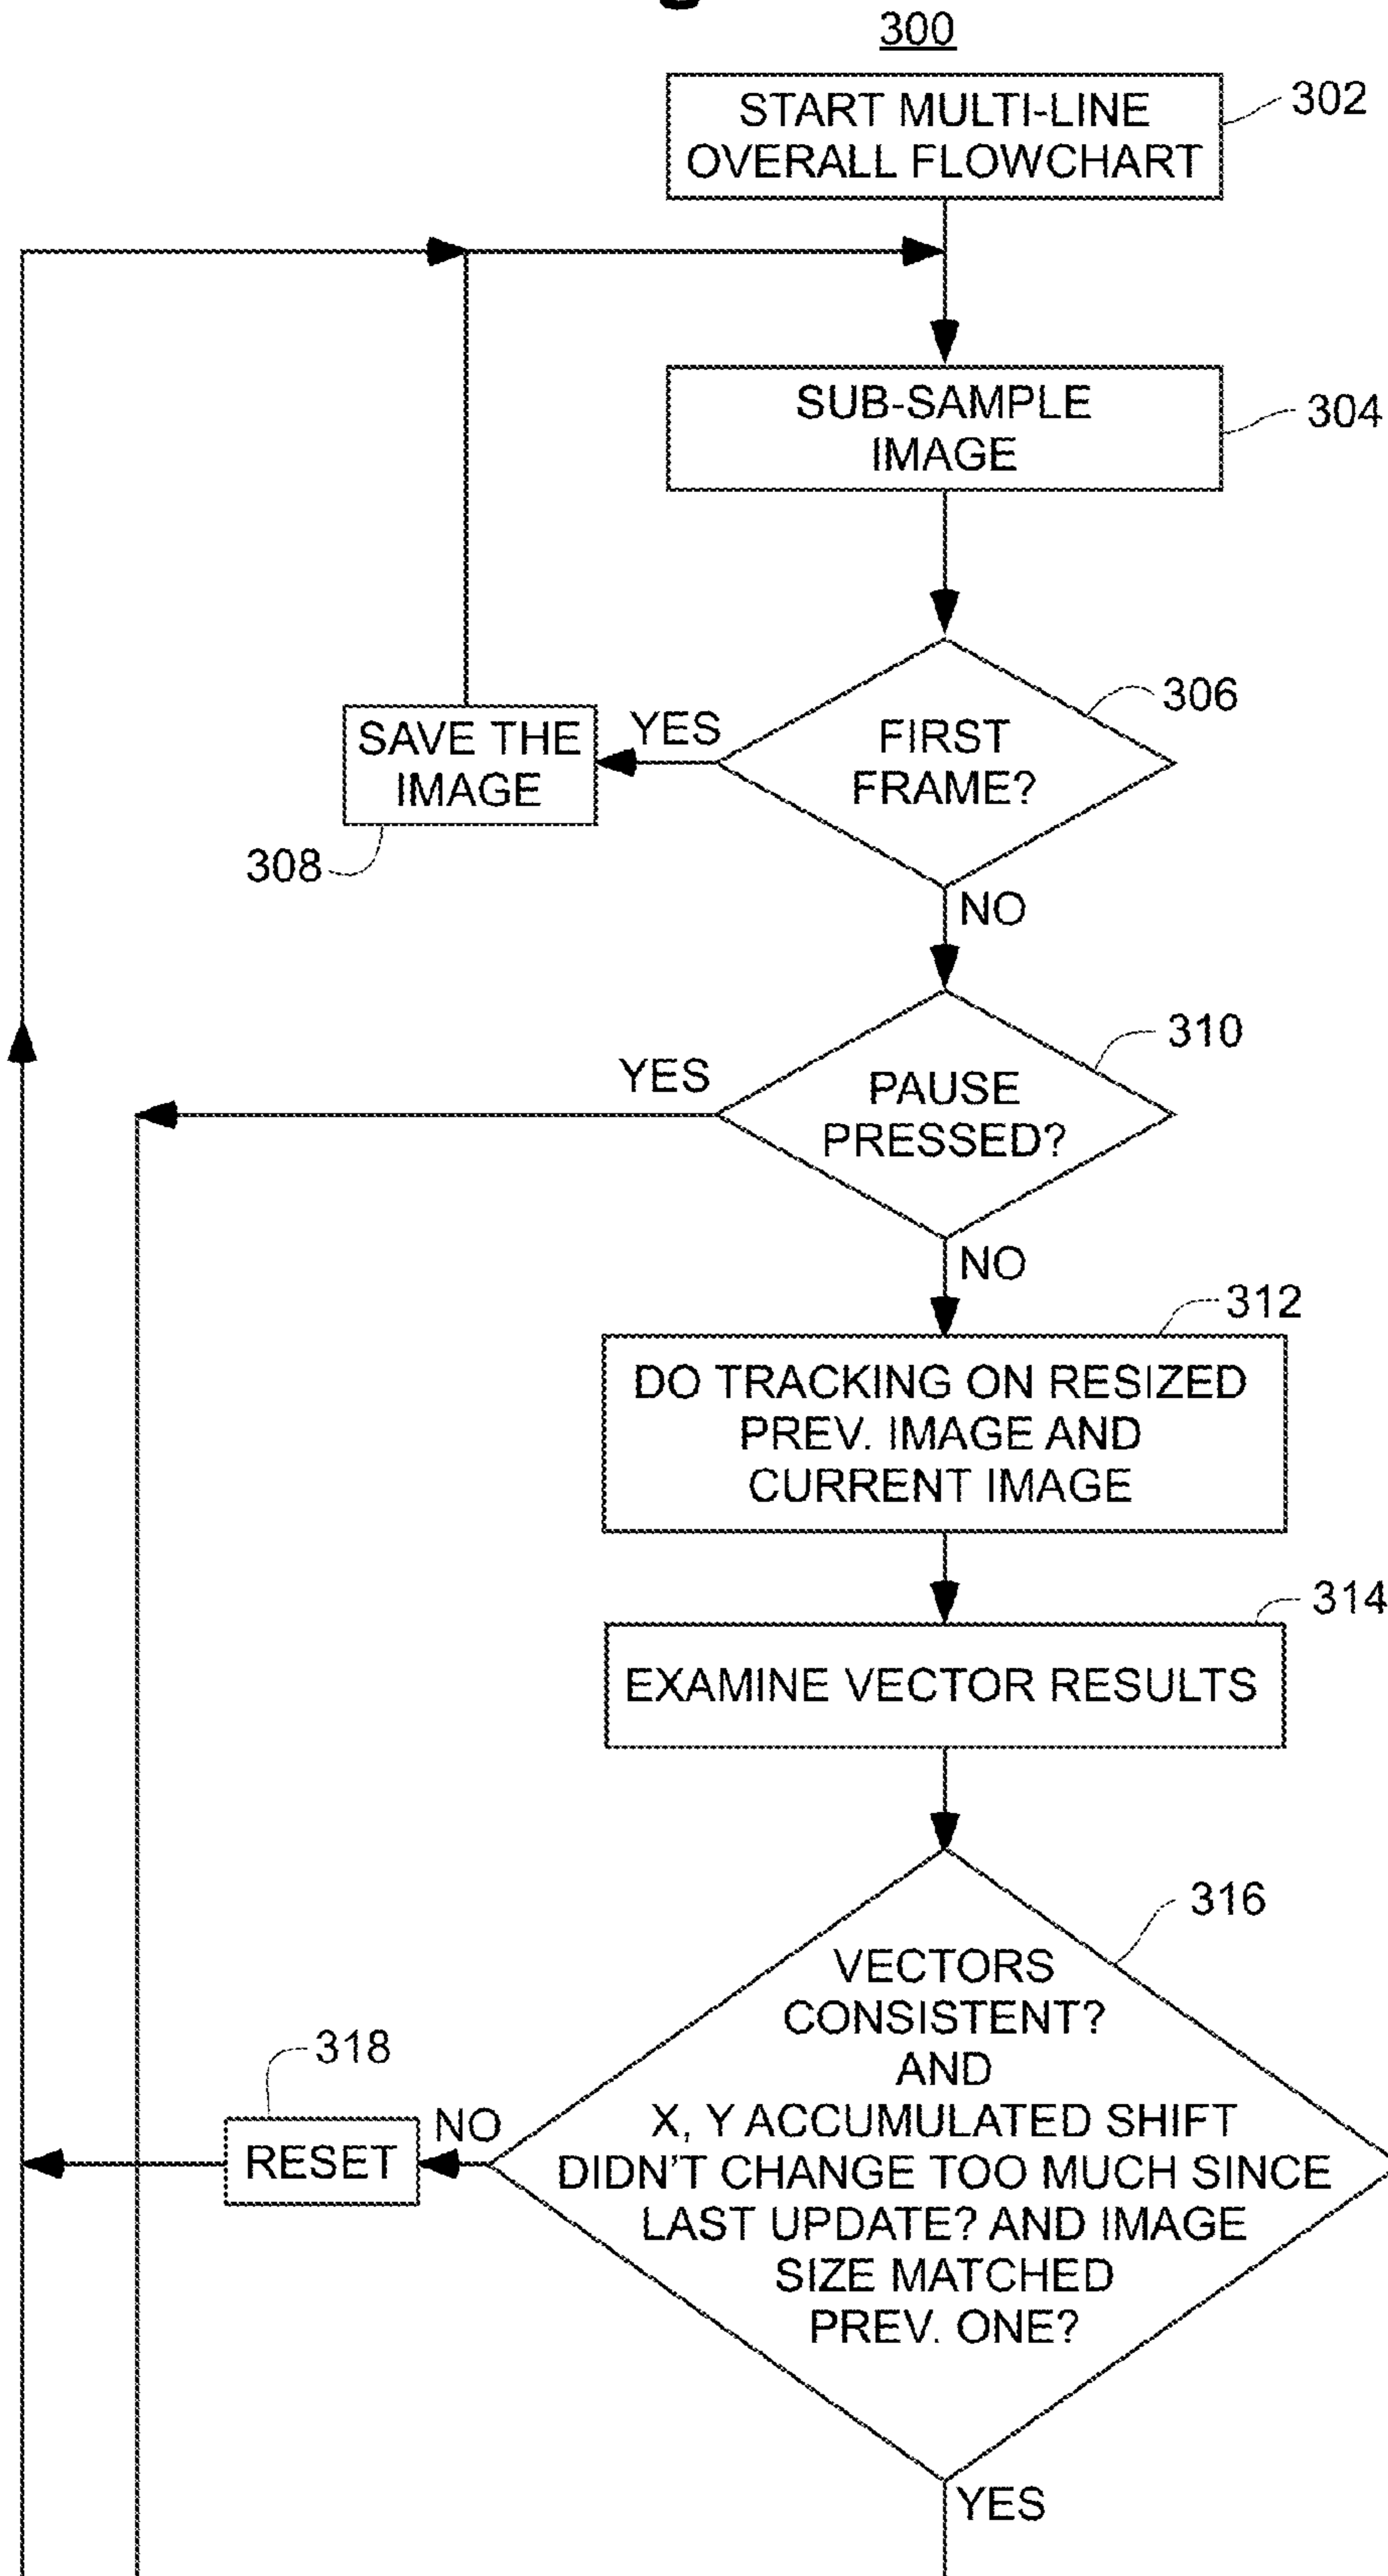 300
START MULTI-LINE
OVERALL FLOWCHART
302
SUB-SAMPLE
IMAGE
304
FIRST
FRAME?
306
YES
SAVE THE
IMAGE
308
NO
PAUSE
PRESSED?
310
YES
NO
312
DO TRACKING ON RESIZED
PREV. IMAGE AND
CURRENT IMAGE
314
EXAMINE VECTOR RESULTS
316
VECTORS
CONSISTENT?
AND
X, Y ACCUMULATED SHIFT
DIDN'T CHANGE TOO MUCH SINCE
LAST UPDATE? AND IMAGE
SIZE MATCHED
PREV. ONE?
318
NO
RESET
YES